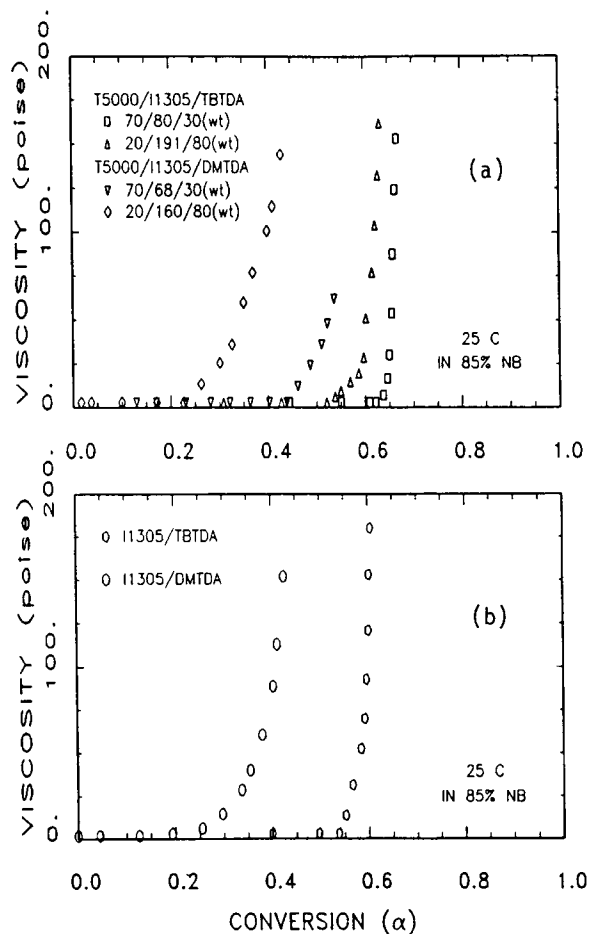 200.
100.
0.
VISCOSITY (poise)
T5000/I1305/TBTDA
70/80/30(wt)
20/191/80(wt)
T5000/I1305/DMTDA
70/68/30(wt)
20/160/80(wt)
(a)
25 C
IN 85% NB
0.0 0.2 0.4 0.6 0.8 1.0
200.
100.
0.
VISCOSITY (poise)
I1305/TBTDA
I1305/DMTDA
(b)
25 C
IN 85% NB
0.0 0.2 0.4 0.6 0.8 1.0
CONVERSION (α)